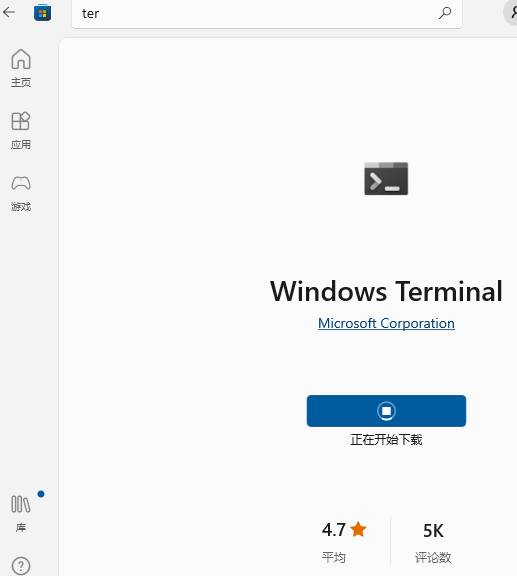 ter
主页
应用
游戏
Windows Terminal
Microsoft Corporation
正在开始下载
4.7
平均
5K
评论数
库